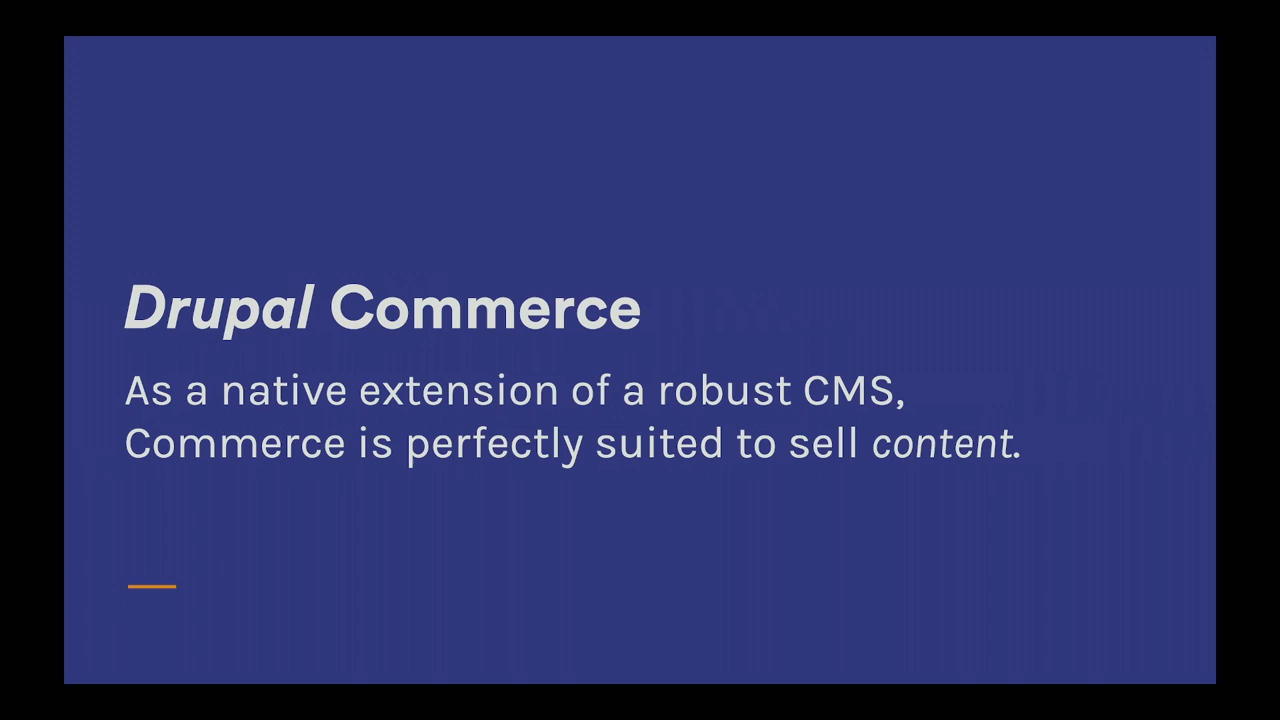 Drupal Commerce
As a native extension of a robust CMS,
Commerce is perfectly suited to sell content.